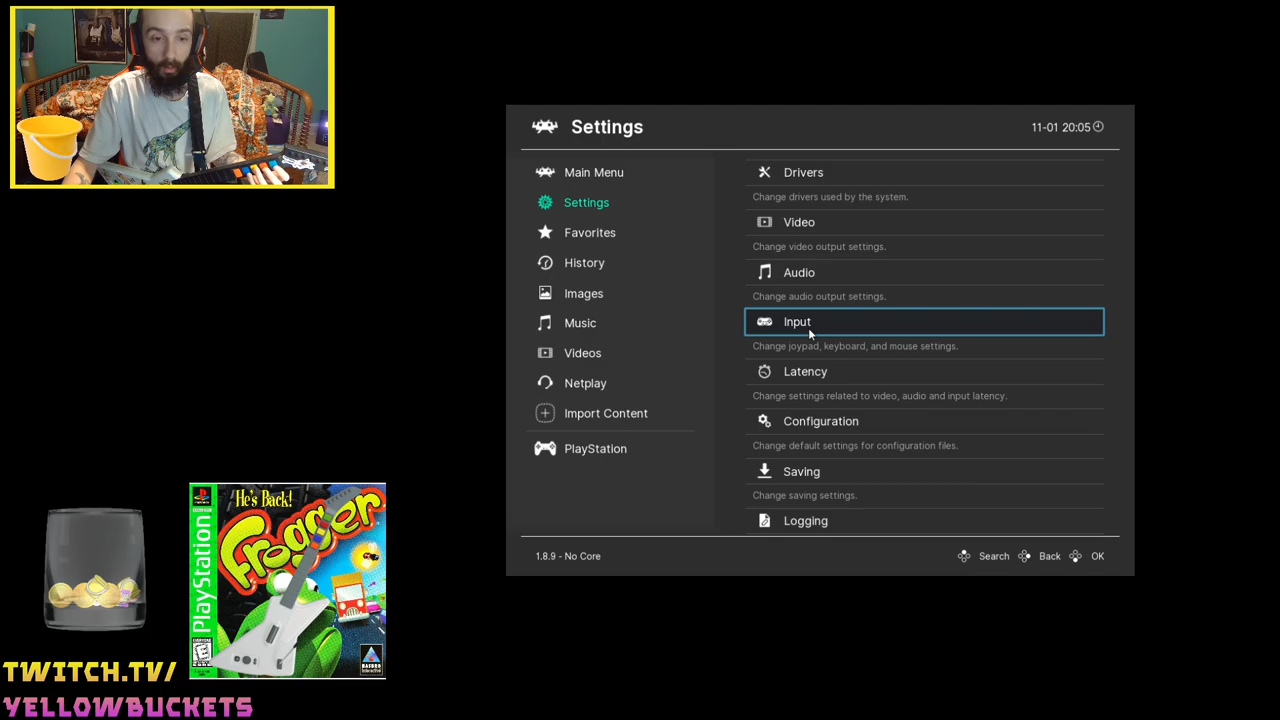 Settings
11-01 20:05
Main Menu
Settings
Favorites
History
Images
Music
Videos
Netplay
Import Content
PlayStation
Drivers
Change drivers used by the system.
Video
Change video output settings.
Audio
Change audio output settings.
Input
Change joypad, keyboard, and mouse settings.
Latency
Change settings related to video, audio and input latency.
Configuration
Change default settings for configuration files.
Saving
Change saving settings.
Logging
1.8.9 - No Core
Search Back OK
PlayStation
He's Back!
Frogger
E
TWITCH.TV/
YELLOWBUCKETS